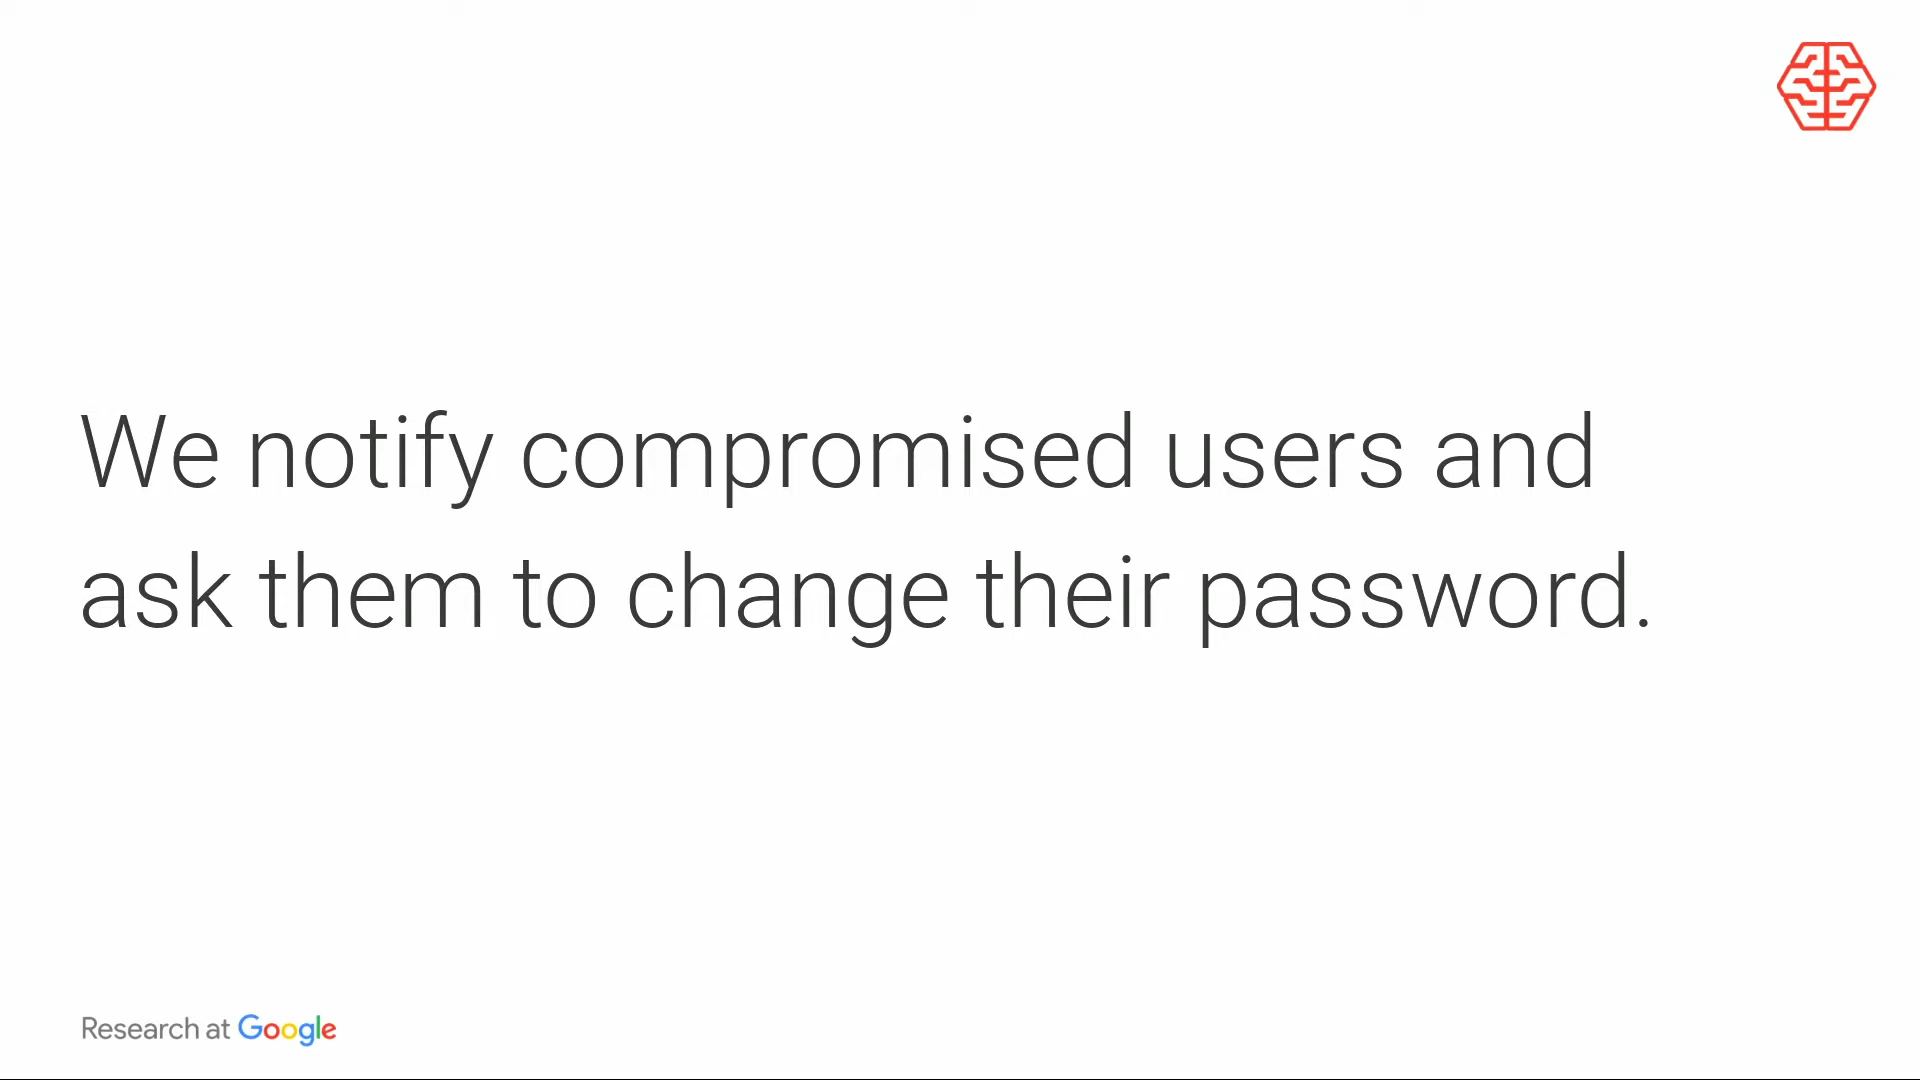 We notify compromised users and
ask them to change their password.
Research at Google